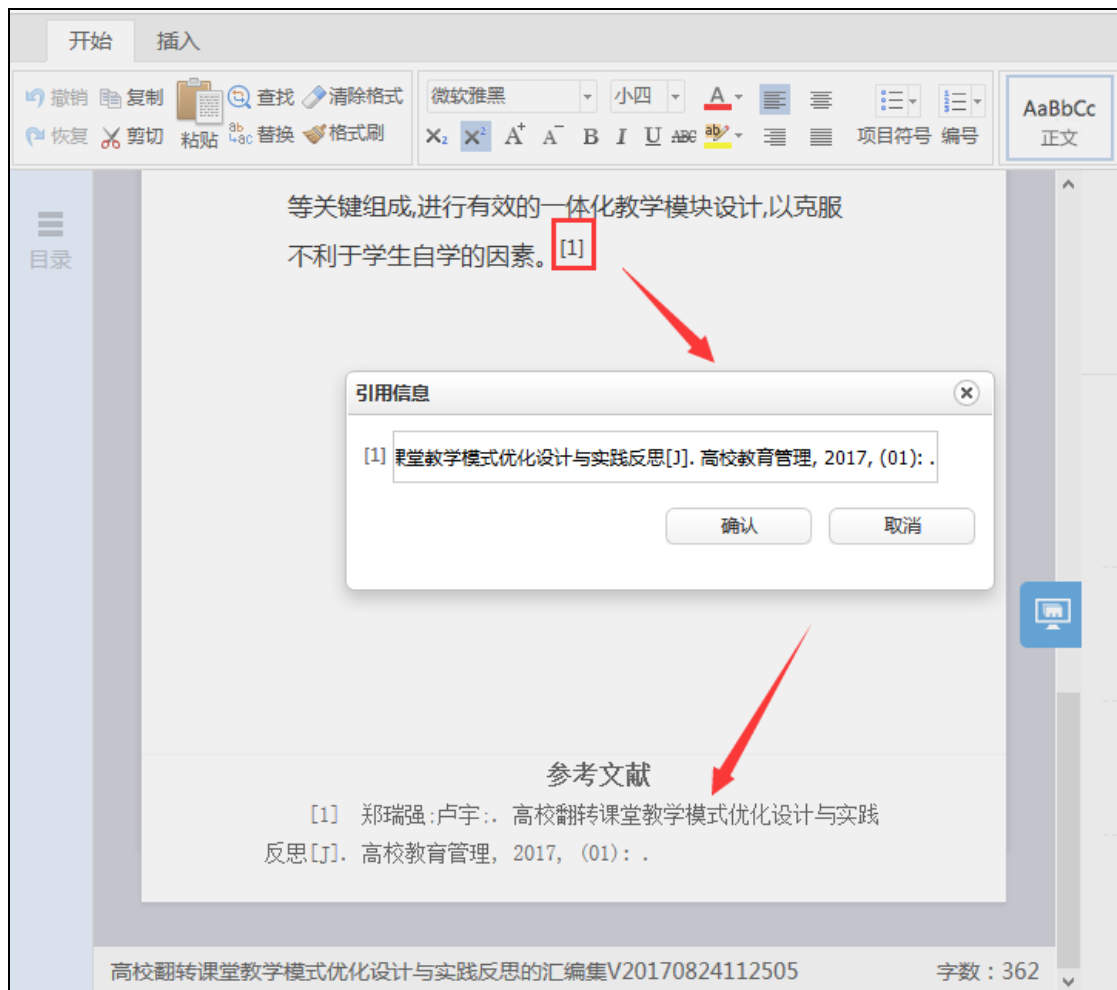 开始 插入
撤销 复制 粘贴 查找 清除格式 微软雅黑 小四 A AaBbCc
恢复 剪切 替换 格式刷 X₂ X² A⁺ A⁻ B I U ABC ab 项目符号 编号 正文
目录
等关键组成,进行有效的一体化教学模块设计,以克服
不利于学生自学的因素。[1]
引用信息
[1] 课堂教学模式优化设计与实践反思[J]. 高校教育管理, 2017, (01): .
确认 取消
参考文献
[1] 郑瑞强:卢宇:. 高校翻转课堂教学模式优化设计与实践
反思[J]. 高校教育管理, 2017, (01): .
高校翻转课堂教学模式优化设计与实践反思的汇编集V20170824112505 字数:362